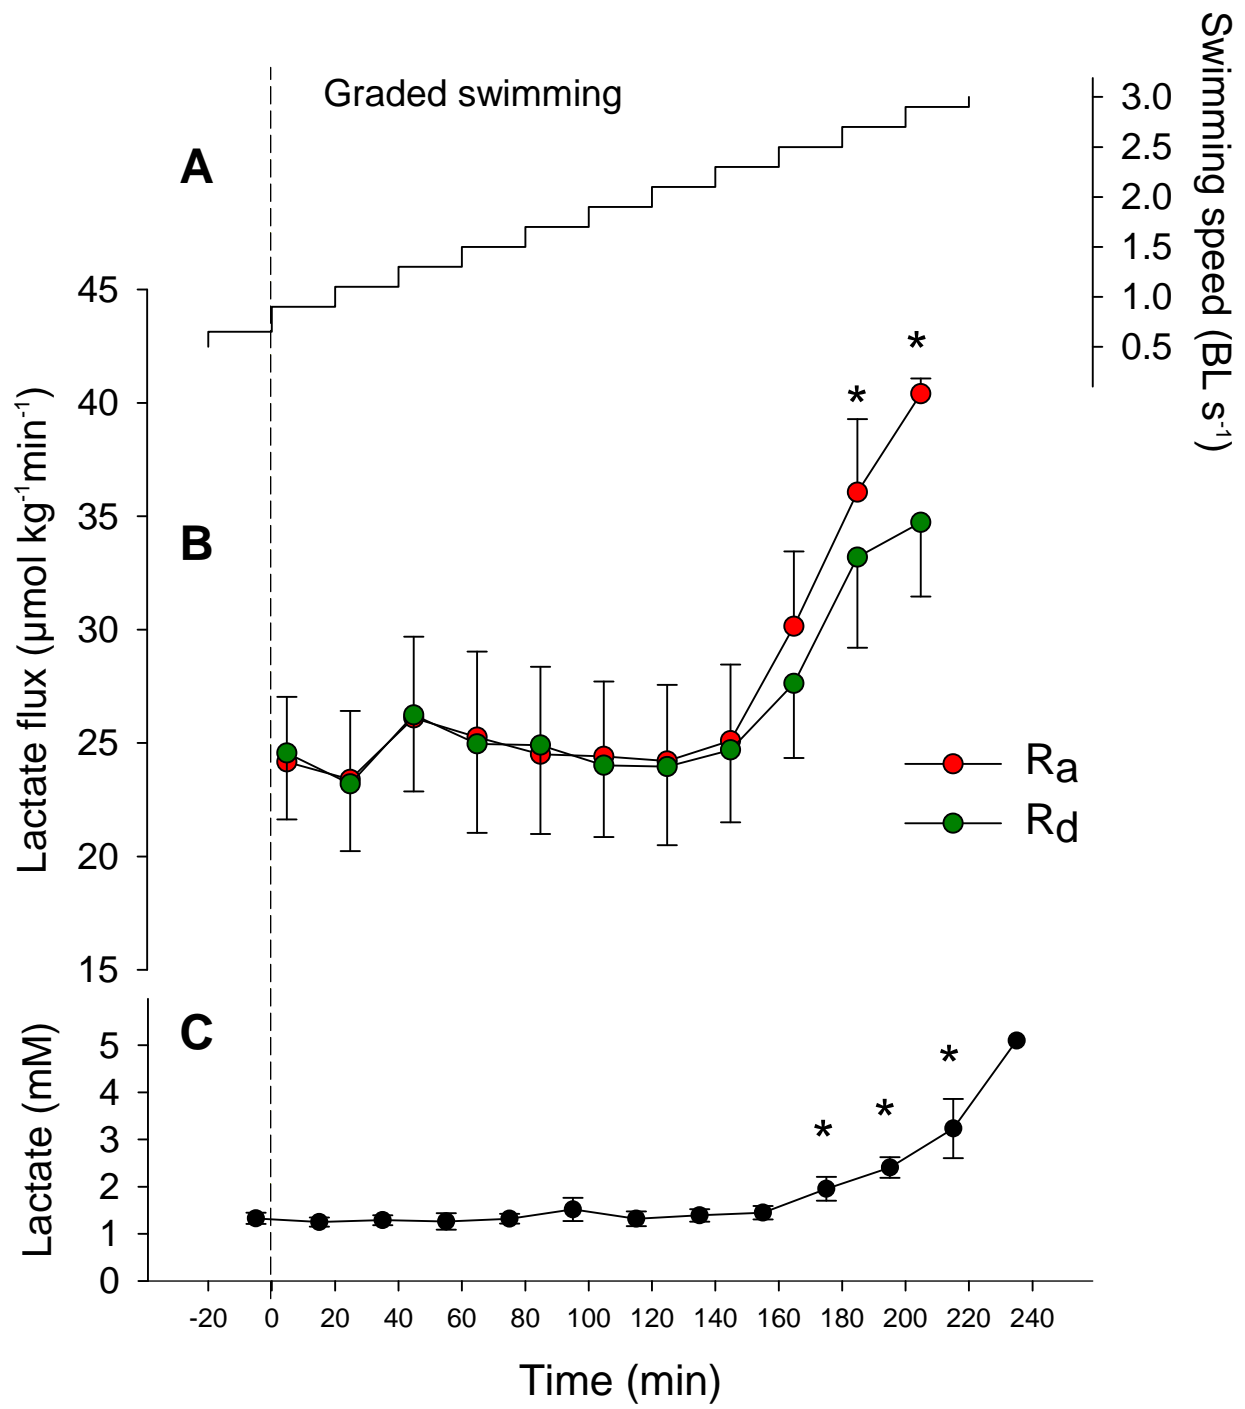 Graded swimming
A
3.0
2.5
2.0
1.5
1.0
0.5
Swimming speed (BL s-1)
45
40
35
30
25
20
15
Lactate flux (µmol kg-1min-1)
B
*
*
Ra
Rd
C
5
4
3
2
1
0
Lactate (mM)
*
*
*
-20 0 20 40 60 80 100 120 140 160 180 200 220 240
Time (min)